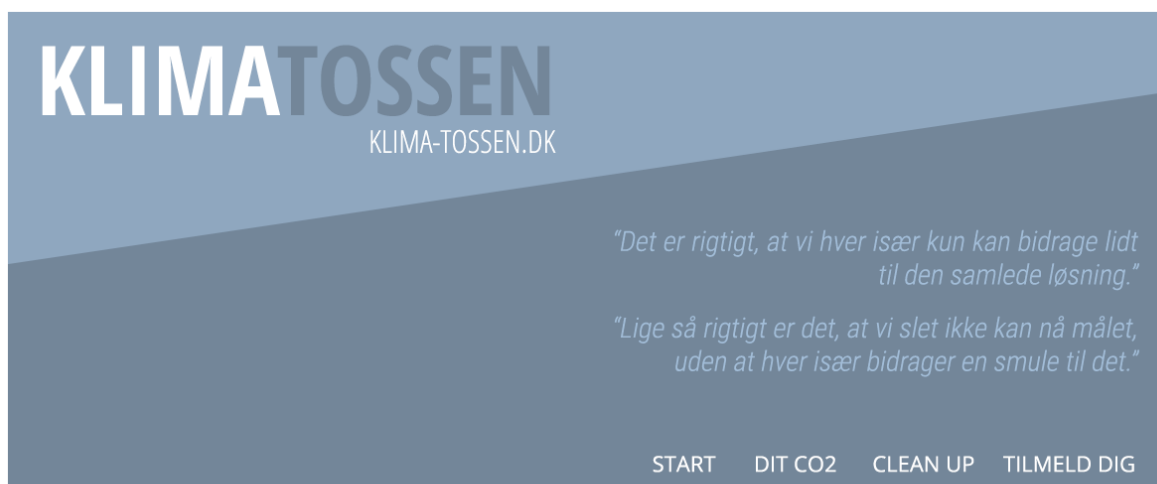 KLIMATOSSEN
KLIMA-TOSSEN.DK
“Det er rigtigt, at vi hver især kun kan bidrage lidt
til den samlede løsning.”
“Lige så rigtigt er det, at vi slet ikke kan nå målet,
uden at hver især bidrager en smule til det.”
START DIT CO2 CLEAN UP TILMELD DIG